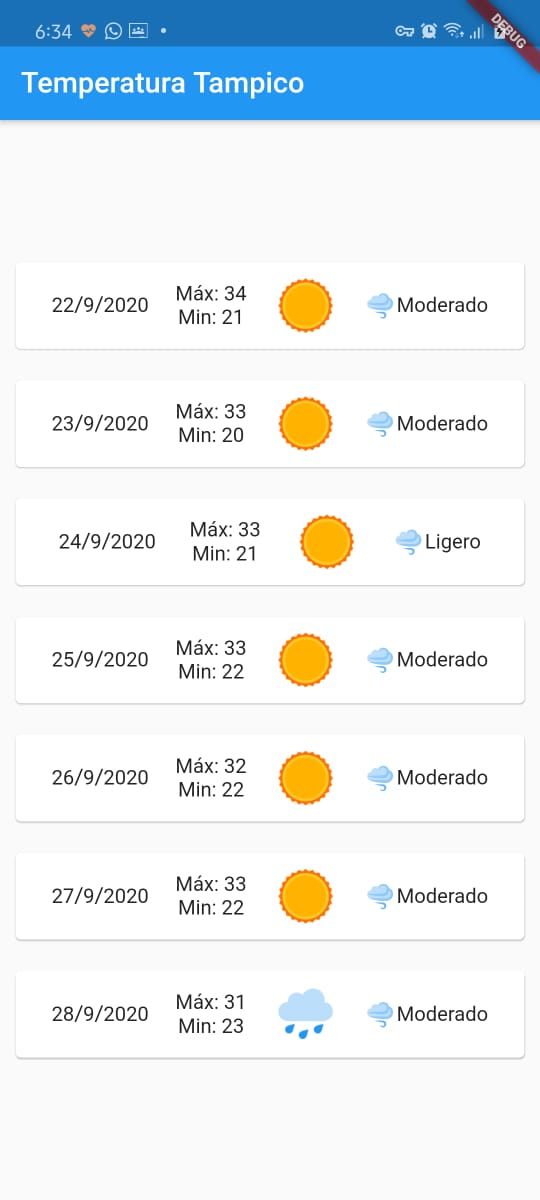 6:34
DEBUG
Temperatura Tampico
22/9/2020 Máx: 34 Min: 21 Moderado
23/9/2020 Máx: 33 Min: 20 Moderado
24/9/2020 Máx: 33 Min: 21 Ligero
25/9/2020 Máx: 33 Min: 22 Moderado
26/9/2020 Máx: 32 Min: 22 Moderado
27/9/2020 Máx: 33 Min: 22 Moderado
28/9/2020 Máx: 31 Min: 23 Moderado